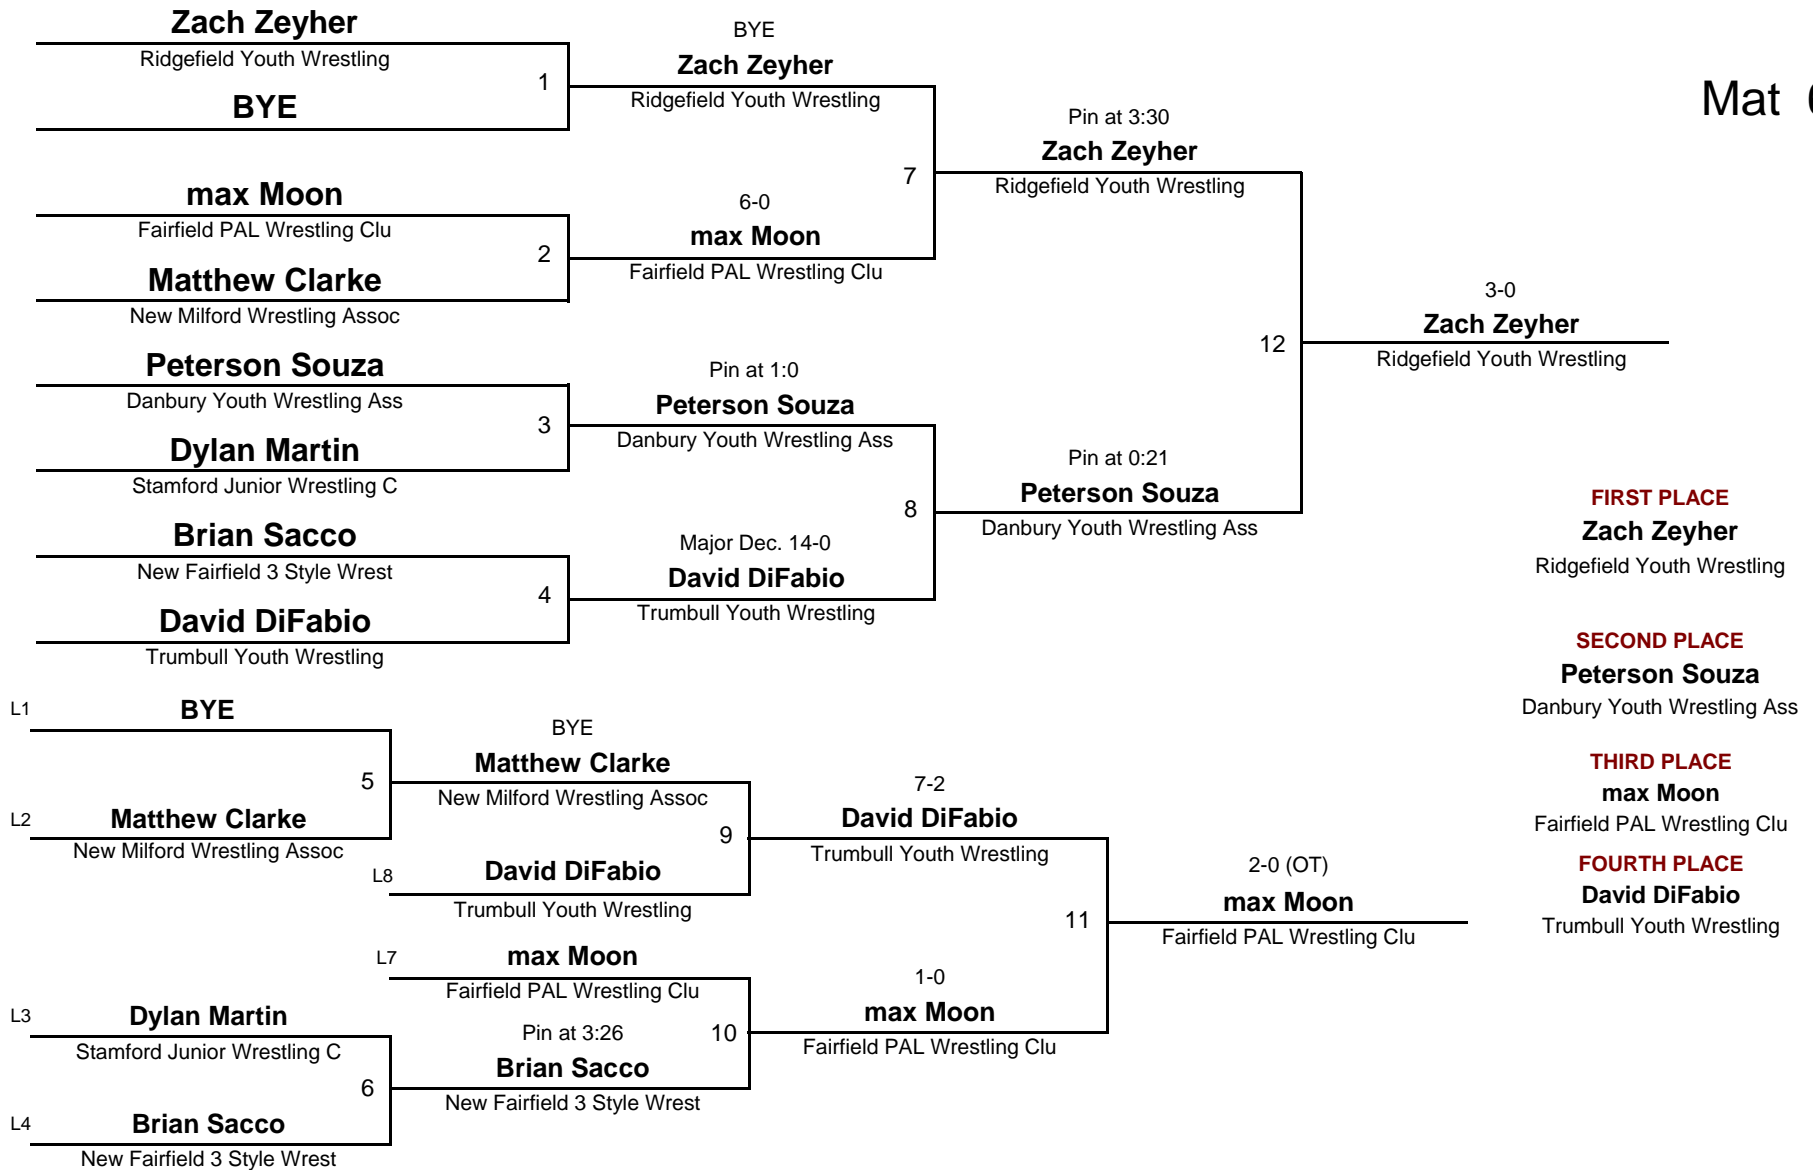 Zach Zeyher
Ridgefield Youth Wrestling
1
BYE
max Moon
Fairfield PAL Wrestling Clu
2
Matthew Clarke
New Milford Wrestling Assoc
Peterson Souza
Danbury Youth Wrestling Ass
3
Dylan Martin
Stamford Junior Wrestling C
Brian Sacco
New Fairfield 3 Style Wrest
4
David DiFabio
Trumbull Youth Wrestling
BYE
Zach Zeyher
Ridgefield Youth Wrestling
7
6-0
max Moon
Fairfield PAL Wrestling Clu
Pin at 1:0
Peterson Souza
Danbury Youth Wrestling Ass
8
Major Dec. 14-0
David DiFabio
Trumbull Youth Wrestling
Pin at 3:30
Zach Zeyher
Ridgefield Youth Wrestling
12
Pin at 0:21
Peterson Souza
Danbury Youth Wrestling Ass
3-0
Zach Zeyher
Ridgefield Youth Wrestling
Mat
L1 BYE
5
L2 Matthew Clarke
New Milford Wrestling Assoc
L3 Dylan Martin
Stamford Junior Wrestling C
6
L4 Brian Sacco
New Fairfield 3 Style Wrest
BYE
Matthew Clarke
New Milford Wrestling Assoc
9
L8 David DiFabio
Trumbull Youth Wrestling
L7 max Moon
Fairfield PAL Wrestling Clu
Pin at 3:26 10
Brian Sacco
New Fairfield 3 Style Wrest
7-2
David DiFabio
Trumbull Youth Wrestling
11
1-0
max Moon
Fairfield PAL Wrestling Clu
2-0 (OT)
max Moon
Fairfield PAL Wrestling Clu
FIRST PLACE
Zach Zeyher
Ridgefield Youth Wrestling
SECOND PLACE
Peterson Souza
Danbury Youth Wrestling Ass
THIRD PLACE
max Moon
Fairfield PAL Wrestling Clu
FOURTH PLACE
David DiFabio
Trumbull Youth Wrestling